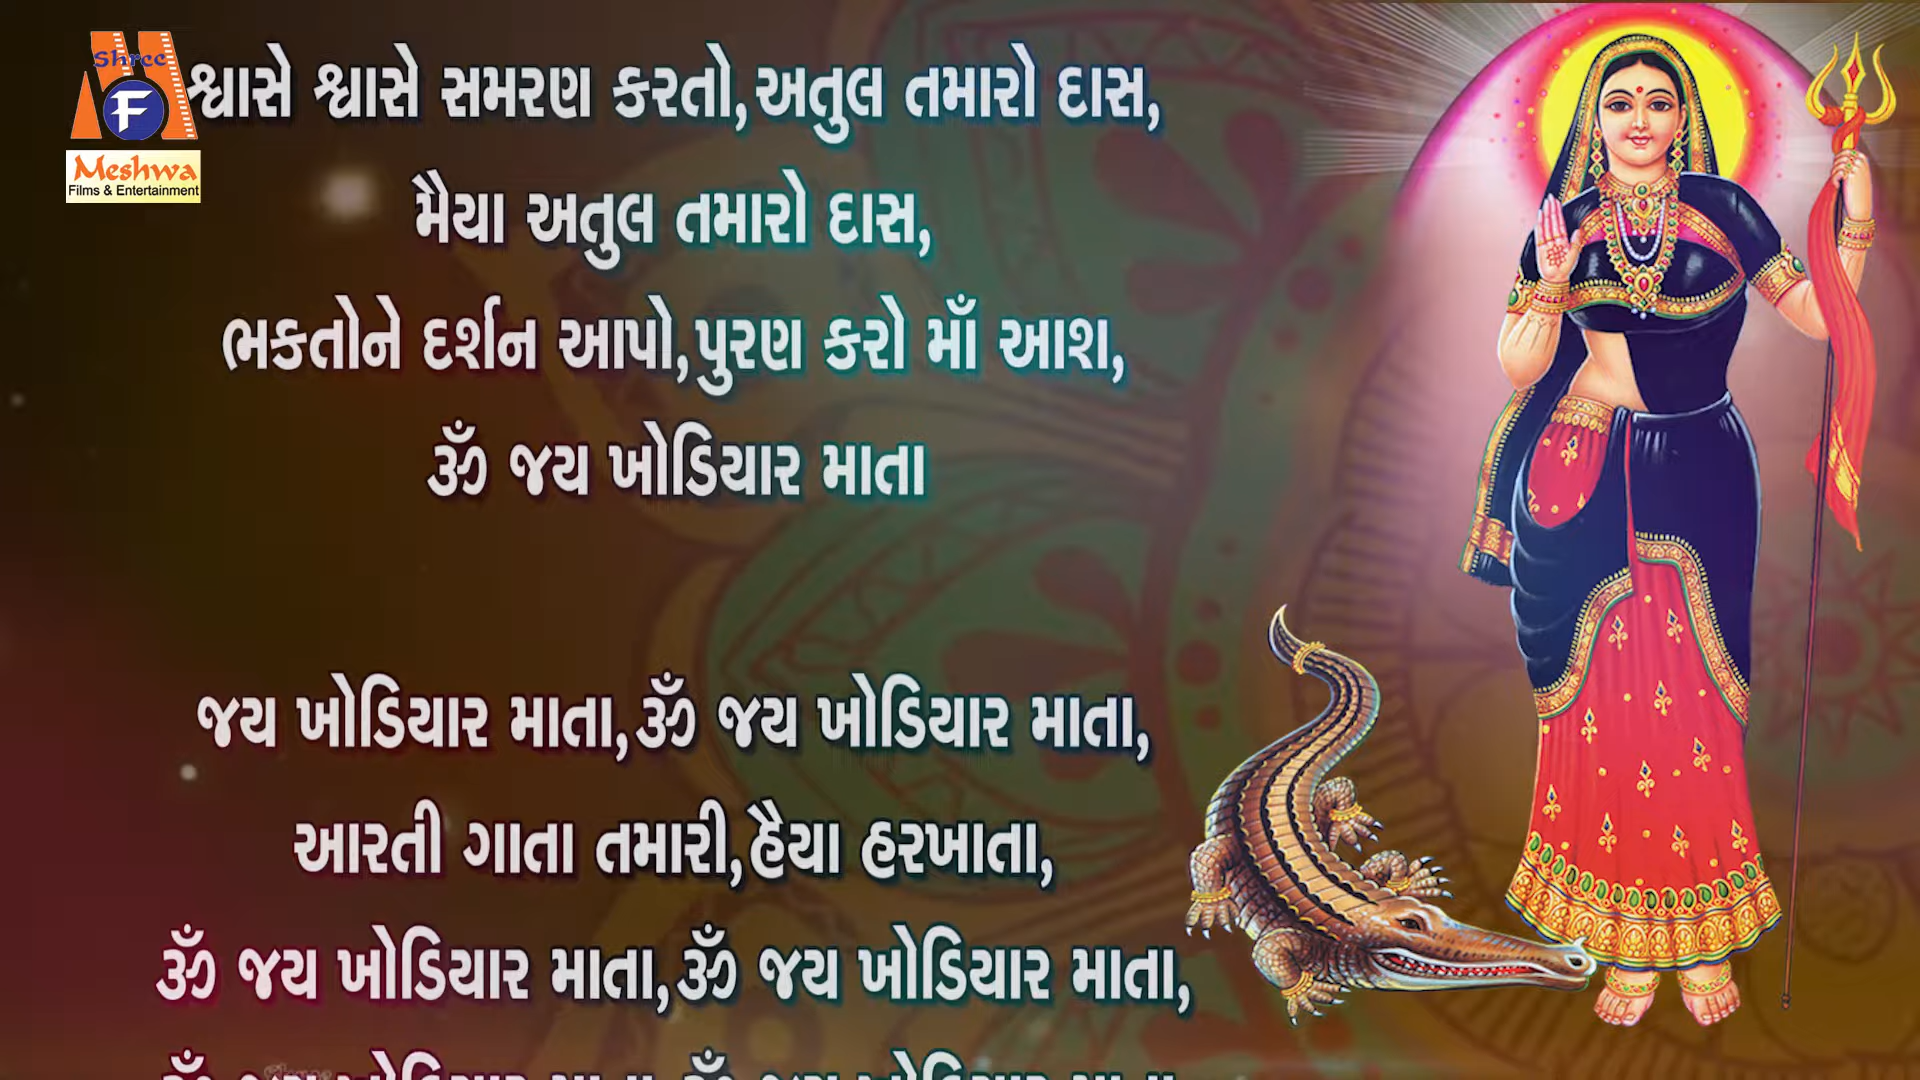 Shree
F
Meshwa
Films & Entertainment
શ્વાસે શ્વાસે સમરણ કરતો,અતુલ તમારો દાસ,
મૈયા અતુલ તમારો દાસ,
ભકતોને દર્શન આપો,પુરણ કરો માઁ આશ,
ૐ જય ખોડિયાર માતા
જય ખોડિયાર માતા,ૐ જય ખોડિયાર માતા,
આરતી ગાતા તમારી,હૈયા હરખાતા,
ૐ જય ખોડિયાર માતા,ૐ જય ખોડિયાર માતા,